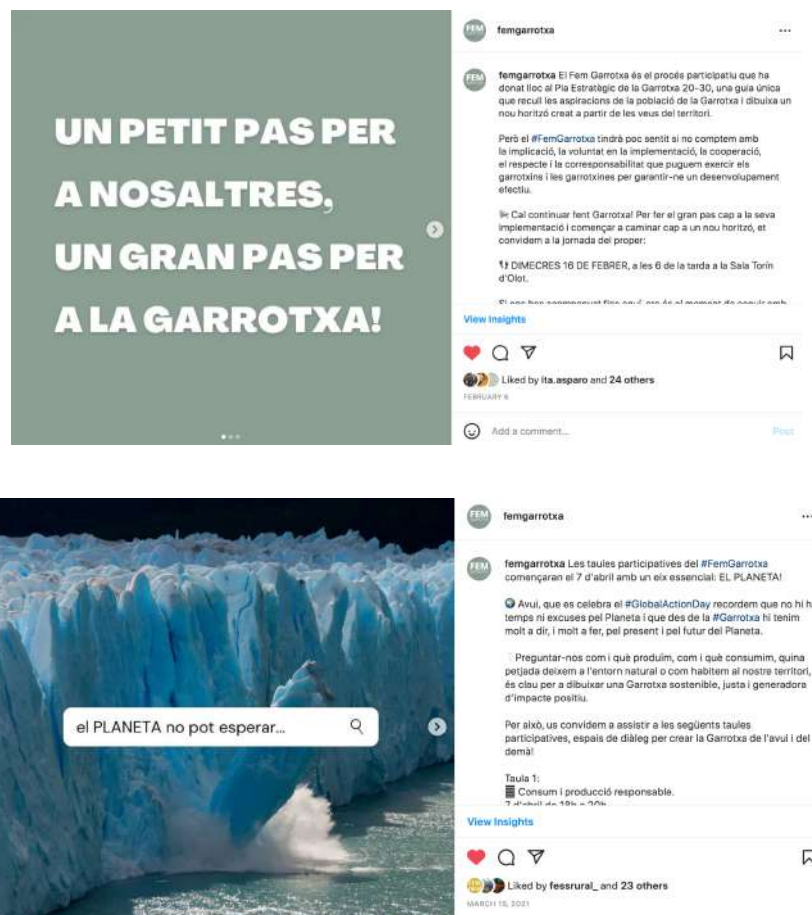 UN PETIT PAS PER
A NOSALTRES,
UN GRAN PAS PER
A LA GARROTXA!
FEM
femgarrotxa
FEM
femgarrotxa El Fem Garrotxa és el procés participatiu que ha
donat lloc al Pla Estratègic de la Garrotxa 20-30, una guia única
que recull les aspiracions de la població de la Garrotxa i dibuixa un
nou horitzó creat a partir de les veus del territori.
Però el #FemGarrotxa tindrà poc sentit si no comptem amb
la implicació, la voluntat en la implementació, la cooperació,
el respecte i la corresponsabilitat que puguem exercir els
garrotxins i les garrotxines per garantir-ne un desenvolupament
efectiu.
Cal continuar fent Garrotxa! Per fer el gran pas cap a la seva
implementació i començar a caminar cap a un nou horitzó, et
convidem a la jornada del proper:
DIMECRES 16 DE FEBRER, a les 6 de la tarda a la Sala Torín
d'Olot.
View Insights
Liked by ita.asparo and 24 others
FEBRUARY 6
Add a comment...
Post
el PLANETA no pot esperar...
FEM
femgarrotxa
FEM
femgarrotxa Les taules participatives del #FemGarrotxa
començaran el 7 d'abril amb un eix essencial: EL PLANETA!
Avui, que es celebra el #GlobalActionDay recordem que no hi h
temps ni excuses pel Planeta i que des de la #Garrotxa hi tenim
molt a dir, i molt a fer, pel present i pel futur del Planeta.
Preguntar-nos com i què produïm, com i què consumim, quina
petjada deixem a l'entorn natural o com habitem al nostre territori,
és clau per a dibuixar una Garrotxa sostenible, justa i generadora
d'impacte positiu.
Per això, us convidem a assistir a les següents taules
participatives, espais de diàleg per crear la Garrotxa de l'avui i del
demà!
Taula 1:
Consum i producció responsable.
7 d'abril de 18h a 20h
View Insights
Liked by fessrural_ and 23 others
MARCH 15, 2021